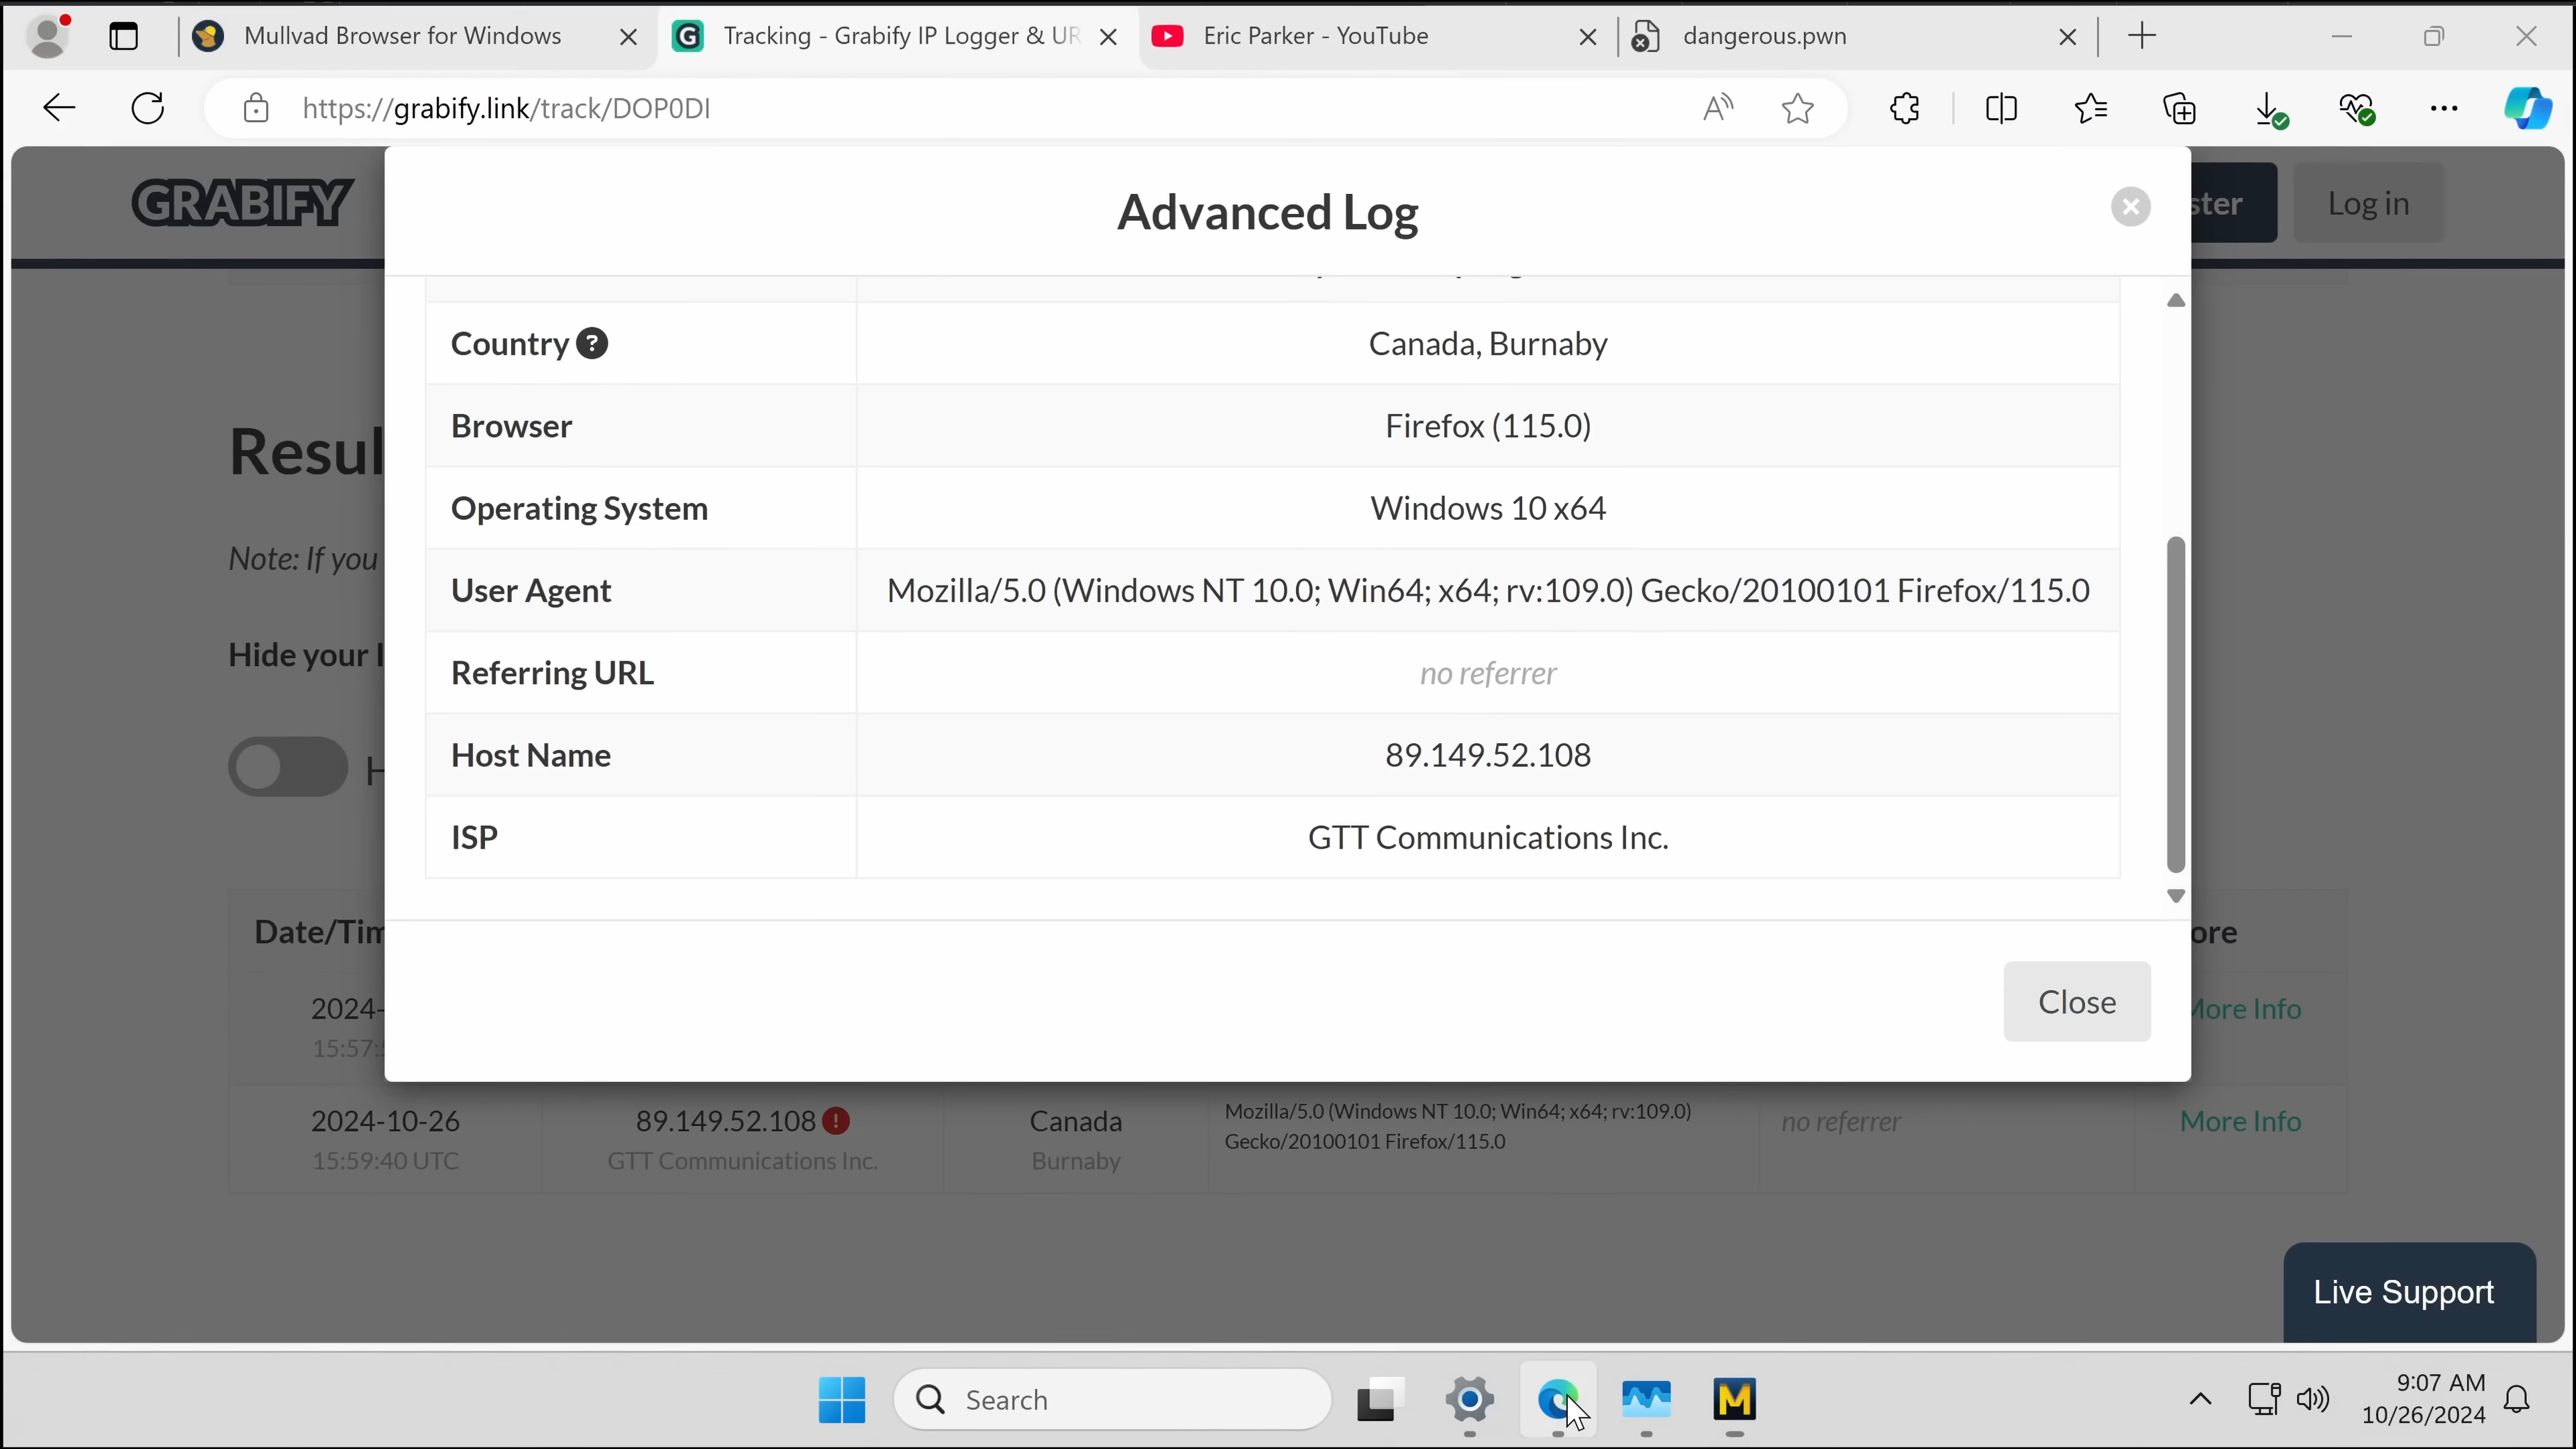 Mullvad Browser for Windows
Tracking - Grabify IP Logger & UR
Eric Parker - YouTube
dangerous.pwn
https://grabify.link/track/DOP0DI
GRABIFY
Advanced Log
ster
Log in
Country ?
Canada, Burnaby
Browser
Firefox (115.0)
Operating System
Windows 10 x64
User Agent
Mozilla/5.0 (Windows NT 10.0; Win64; x64; rv:109.0) Gecko/20100101 Firefox/115.0
Referring URL
no referrer
Host Name
89.149.52.108
ISP
GTT Communications Inc.
Close
Resul
Note: If you
Hide your
H
Date/Tim
ore
2024-
15:57:
More Info
2024-10-26
15:59:40 UTC
89.149.52.108
GTT Communications Inc.
Canada
Burnaby
Mozilla/5.0 (Windows NT 10.0; Win64; x64; rv:109.0)
Gecko/20100101 Firefox/115.0
no referrer
More Info
Live Support
Search
9:07 AM
10/26/2024